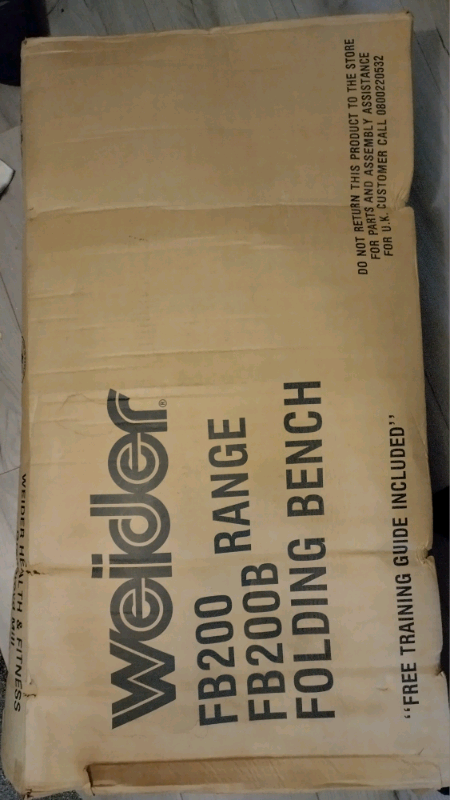 weider®
FB200
FB200B RANGE
FOLDING BENCH
"FREE TRAINING GUIDE INCLUDED"
DO NOT RETURN THIS PRODUCT TO THE STORE
FOR PARTS AND ASSEMBLY ASSISTANCE
FOR U.K. CUSTOMER CALL 0800220532
WEIDER HEALTH & FITNESS